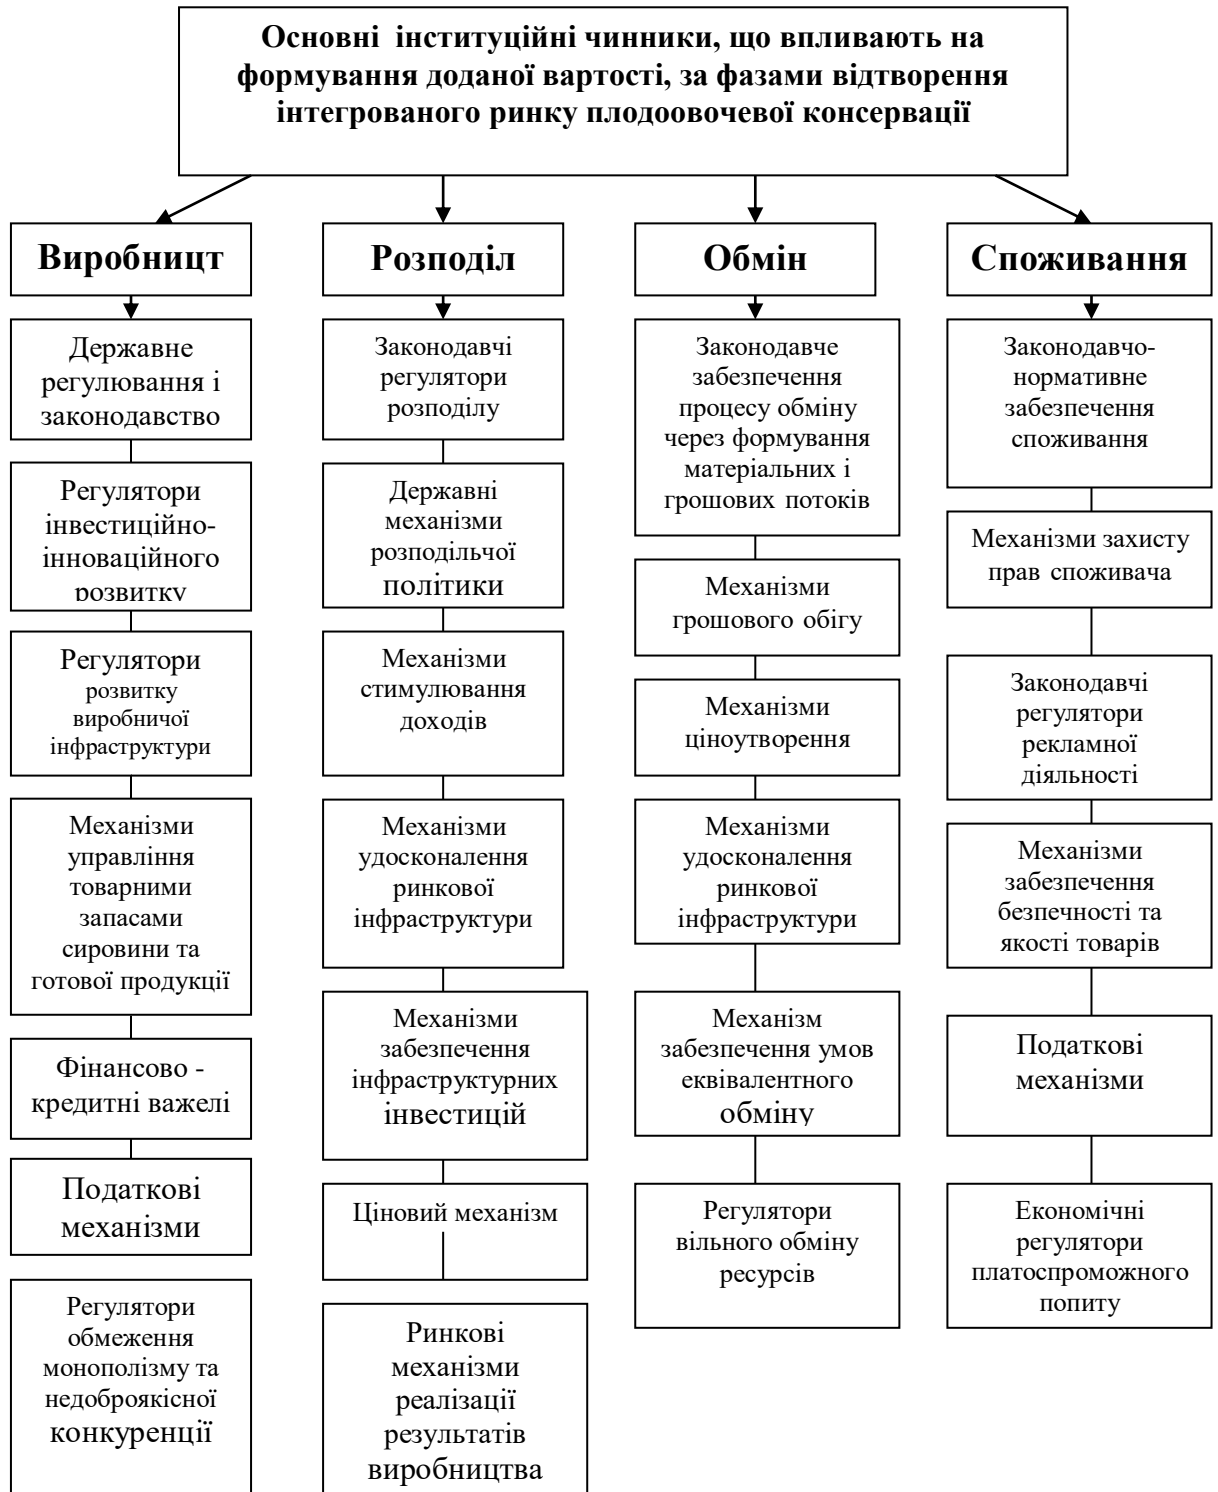 Основні інституційні чинники, що впливають на
формування доданої вартості, за фазами відтворення
інтегрованого ринку плодоовочевої консервації
Виробницт
Державне
регулювання і
законодавство
Регулятори
інвестиційно-
інноваційного
розвитку
Регулятори
розвитку
виробничої
інфраструктури
Механізми
управління
товарними
запасами
сировини та
готової продукції
Фінансово -
кредитні важелі
Податкові
механізми
Регулятори
обмеження
монополізму та
недоброякісної
конкуренції
Розподіл
Законодавчі
регулятори
розподілу
Державні
механізми
розподільчої
політики
Механізми
стимулювання
доходів
Механізми
удосконалення
ринкової
інфраструктури
Механізми
забезпечення
інфраструктурних
інвестицій
Ціновий механізм
Ринкові
механізми
реалізації
результатів
виробництва
Обмін
Законодавче
забезпечення
процесу обміну
через формування
матеріальних і
грошових потоків
Механізми
грошового обігу
Механізми
ціноутворення
Механізми
удосконалення
ринкової
інфраструктури
Механізм
забезпечення умов
еквівалентного
обміну
Регулятори
вільного обміну
ресурсів
Споживання
Законодавчо-
нормативне
забезпечення
споживання
Механізми захисту
прав споживача
Законодавчі
регулятори
рекламної
діяльності
Механізми
забезпечення
безпечності та
якості товарів
Податкові
механізми
Економічні
регулятори
платоспроможного
попиту